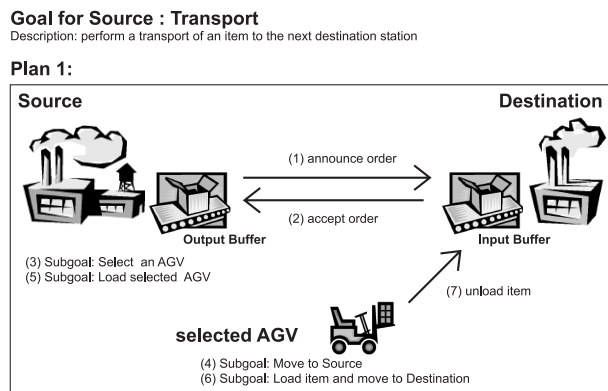 Goal for Source : Transport
Description: perform a transport of an item to the next destination station
Plan 1:
Source
Destination
(1) announce order
(2) accept order
Output Buffer
Input Buffer
(3) Subgoal: Select an AGV
(5) Subgoal: Load selected AGV
(7) unload item
selected AGV
(4) Subgoal: Move to Source
(6) Subgoal: Load item and move to Destination